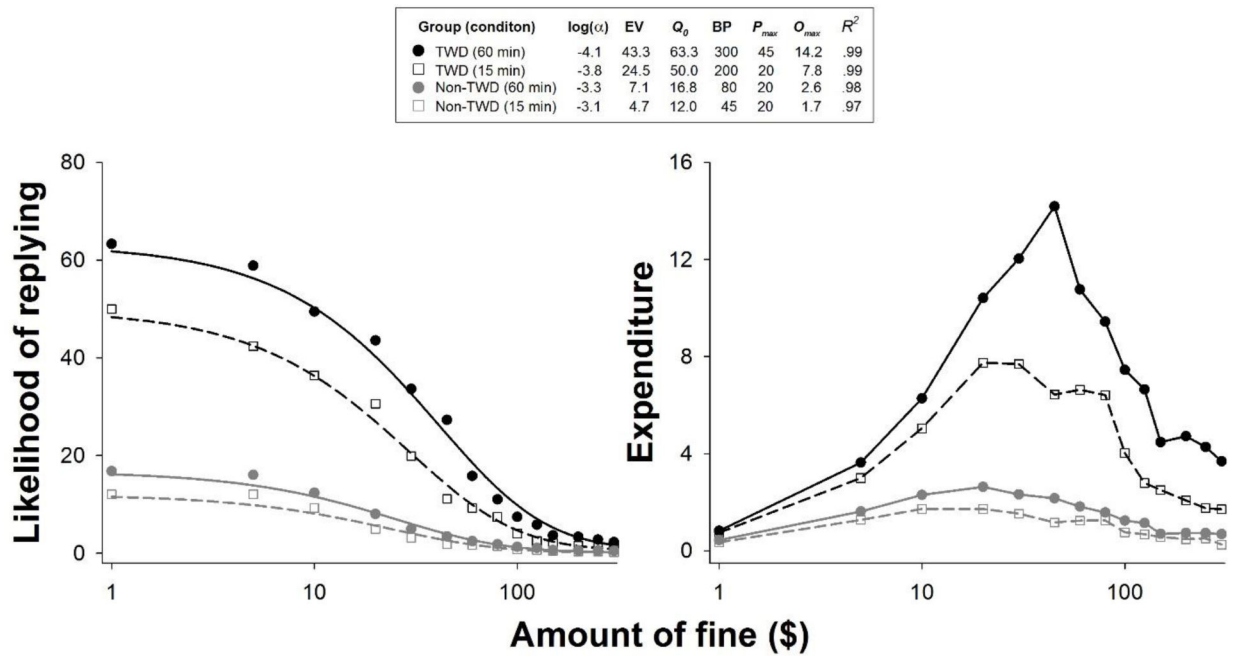 Group (conditon) log(α) EV Q0 BP Pmax Omax R2
TWD (60 min) -4.1 43.3 63.3 300 45 14.2 .99
TWD (15 min) -3.8 24.5 50.0 200 20 7.8 .99
Non-TWD (60 min) -3.3 7.1 16.8 80 20 2.6 .98
Non-TWD (15 min) -3.1 4.7 12.0 45 20 1.7 .97
Likelihood of replying
80
60
40
20
0
1 10 100
Expenditure
16
12
8
4
0
1 10 100
Amount of fine ($)